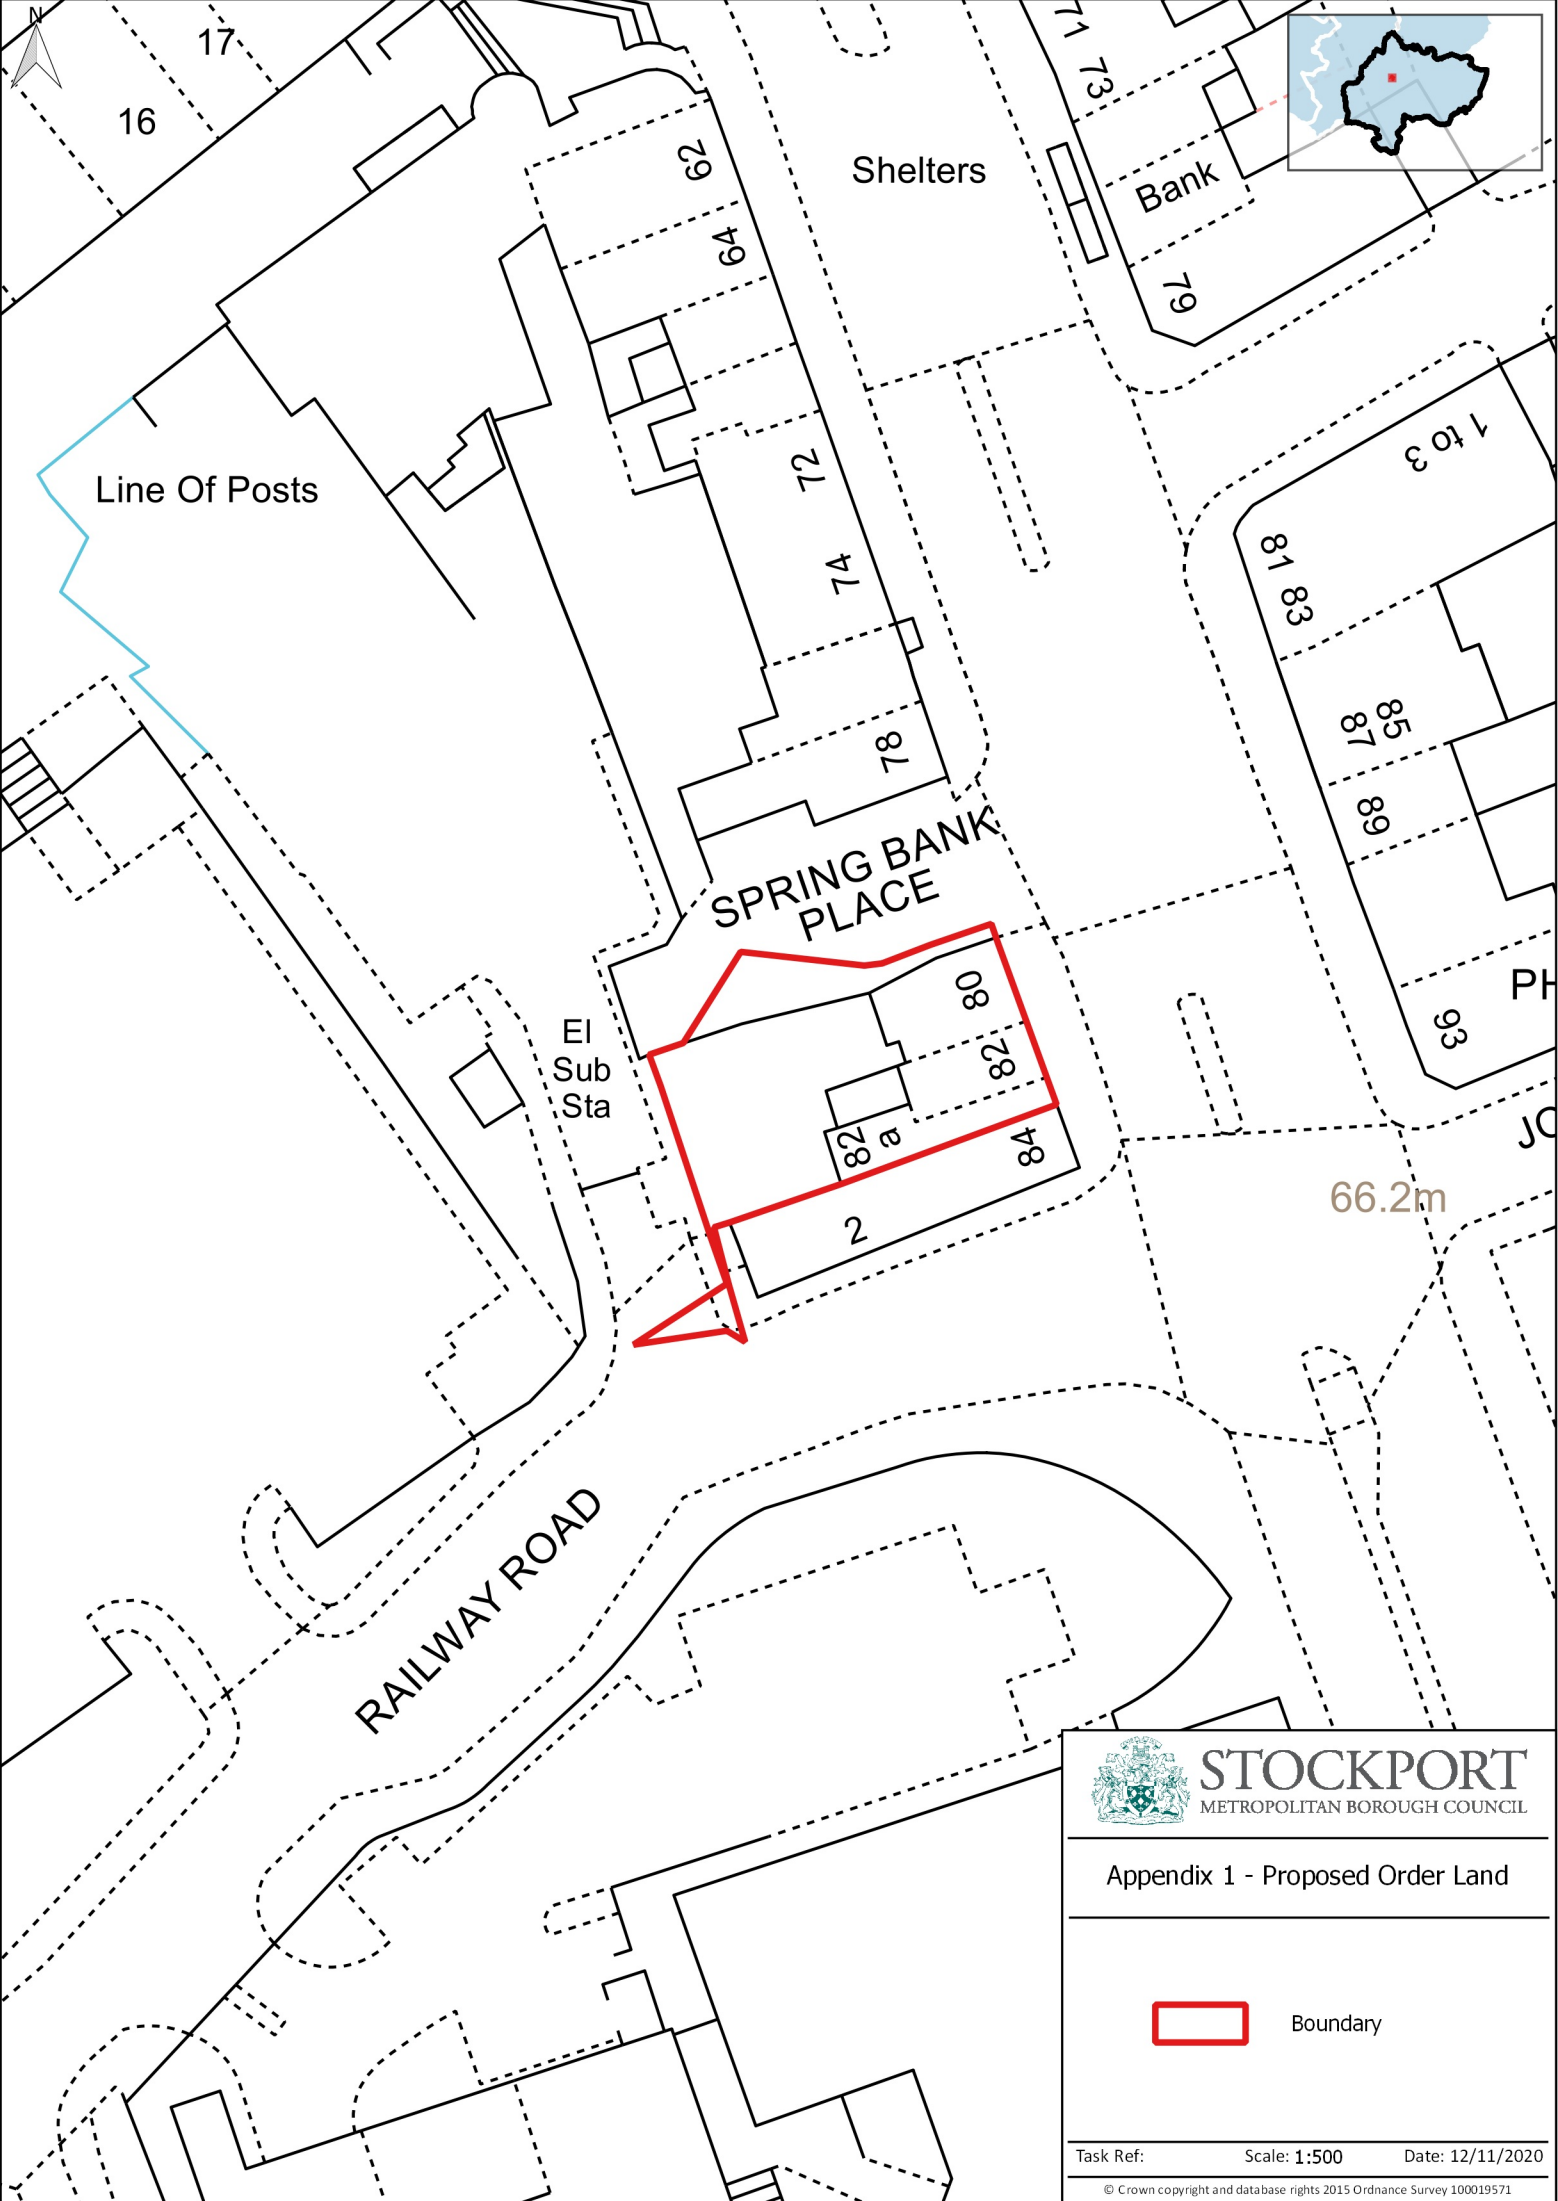 N
17
16
62
64
Shelters
71
73
Bank
79
Line Of Posts
72
74
78
1 to 3
81
83
85
87
89
93
PH
SPRING BANK
PLACE
80
82
82
a
84
2
El
Sub
Sta
66.2m
RAILWAY ROAD
STOCKPORT
METROPOLITAN BOROUGH COUNCIL
Appendix 1 - Proposed Order Land
Boundary
Task Ref:
Scale: 1:500
Date: 12/11/2020
© Crown copyright and database rights 2015 Ordnance Survey 100019571